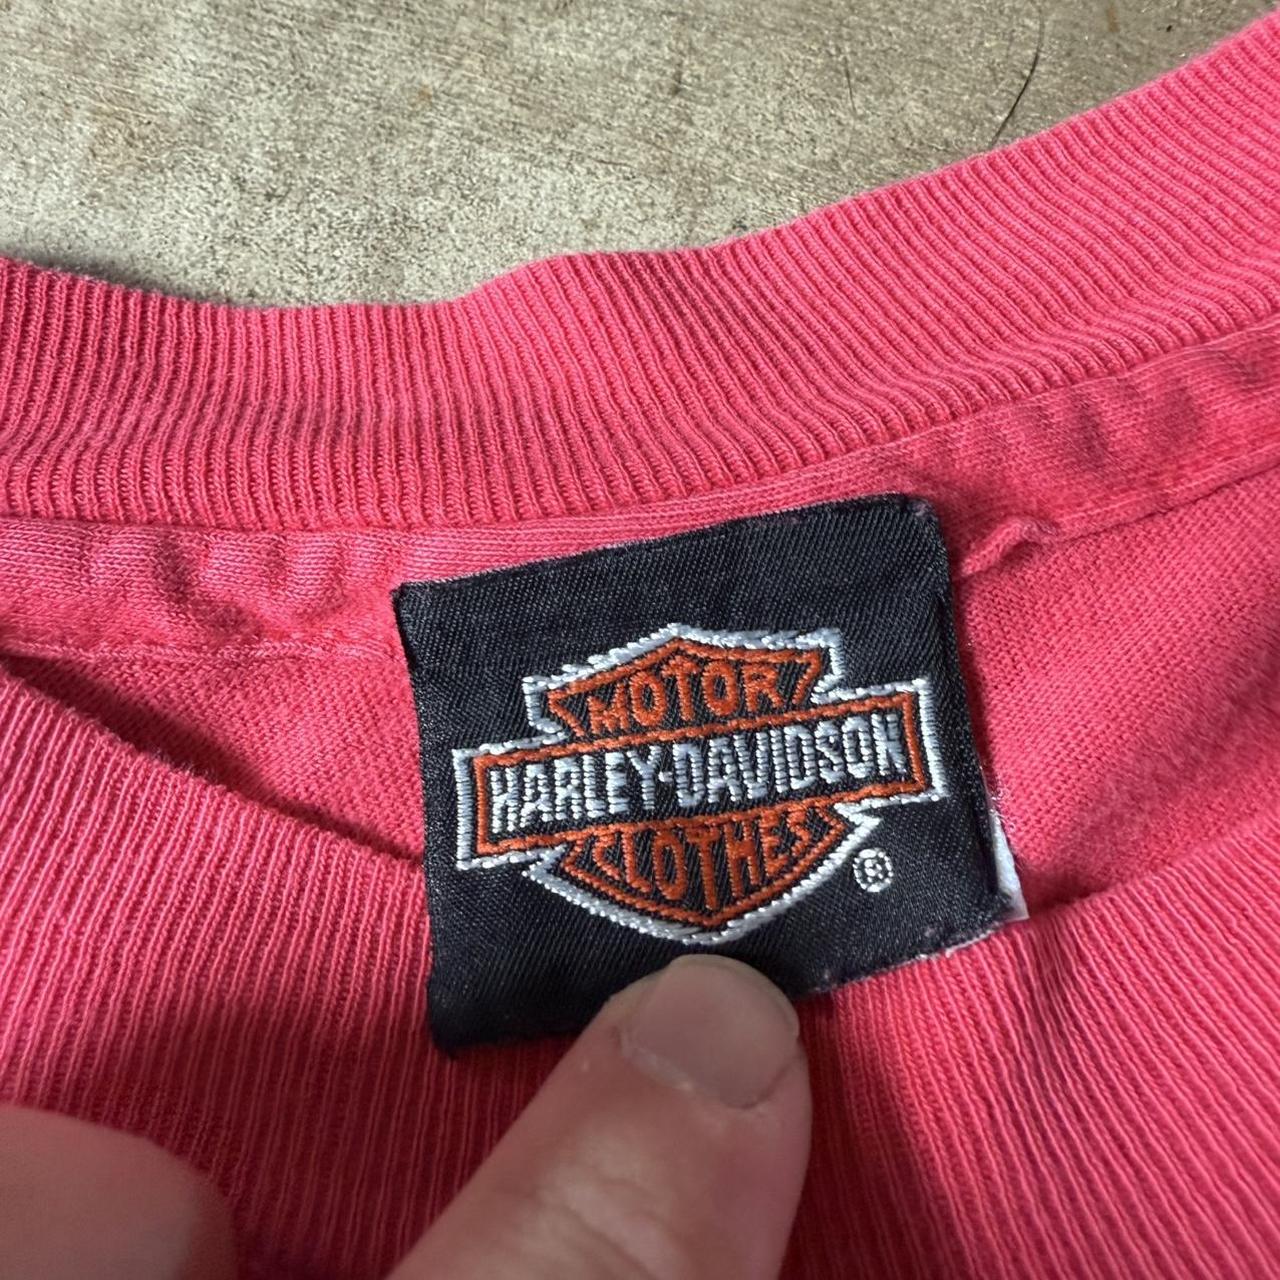 MOTOR
HARLEY-DAVIDSON
CLOTHES
®